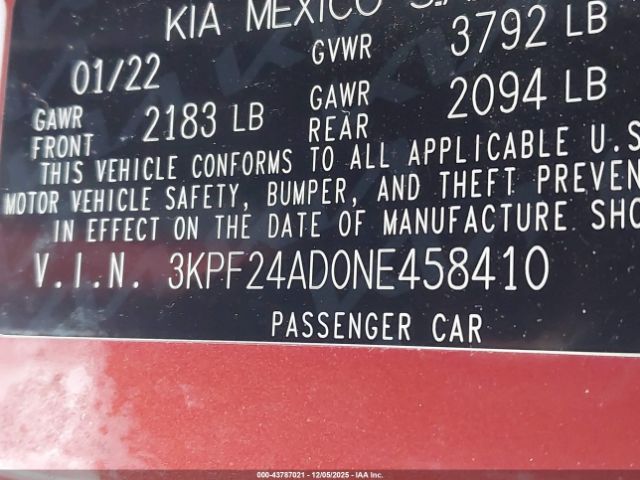 KIA MEXICO S.A.
01/22 GVWR 3792 LB
GAWR FRONT 2183 LB GAWR REAR 2094 LB
THIS VEHICLE CONFORMS TO ALL APPLICABLE U.S
MOTOR VEHICLE SAFETY, BUMPER, AND THEFT PREVEN
IN EFFECT ON THE DATE OF MANUFACTURE SHO
V.I.N. 3KPF24AD0NE458410
PASSENGER CAR
000-43787021 - 12/05/2025 - IAA Inc.